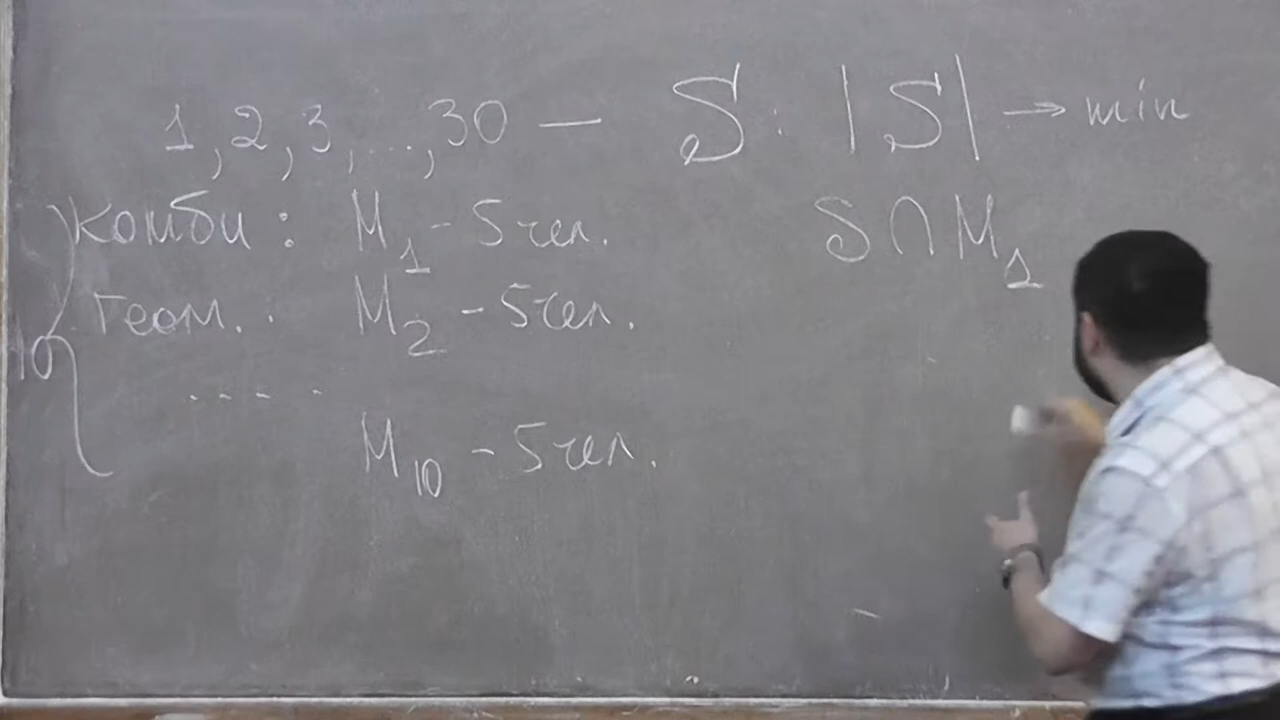 1, 2, 3, ..., 30 — S : |S| → min
комби : M₁ - 5 чел. S ∩ M₁
Геом. : M₂ - 5 чел.
10 { . . . .
M₁₀ - 5 чел.